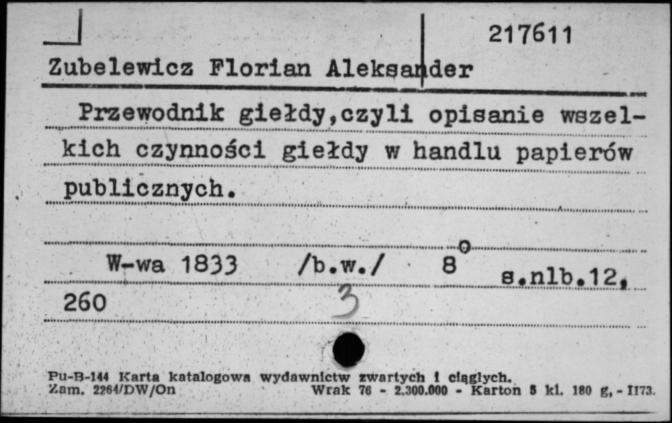 217611
Zubelewicz Florian Aleksander
Przewodnik giełdy,czyli opisanie wszel-
kich czynności giełdy w handlu papierów
publicznych.
W-wa 1833 /b.w./ 8° s.nlb.12,
260
3
Pu-B-144 Karta katalogowa wydawnictw zwartych i ciągłych.
Zam. 2264/DW/On Wrak 76 - 2.300.000 - Karton 5 kl. 180 g. - II73.